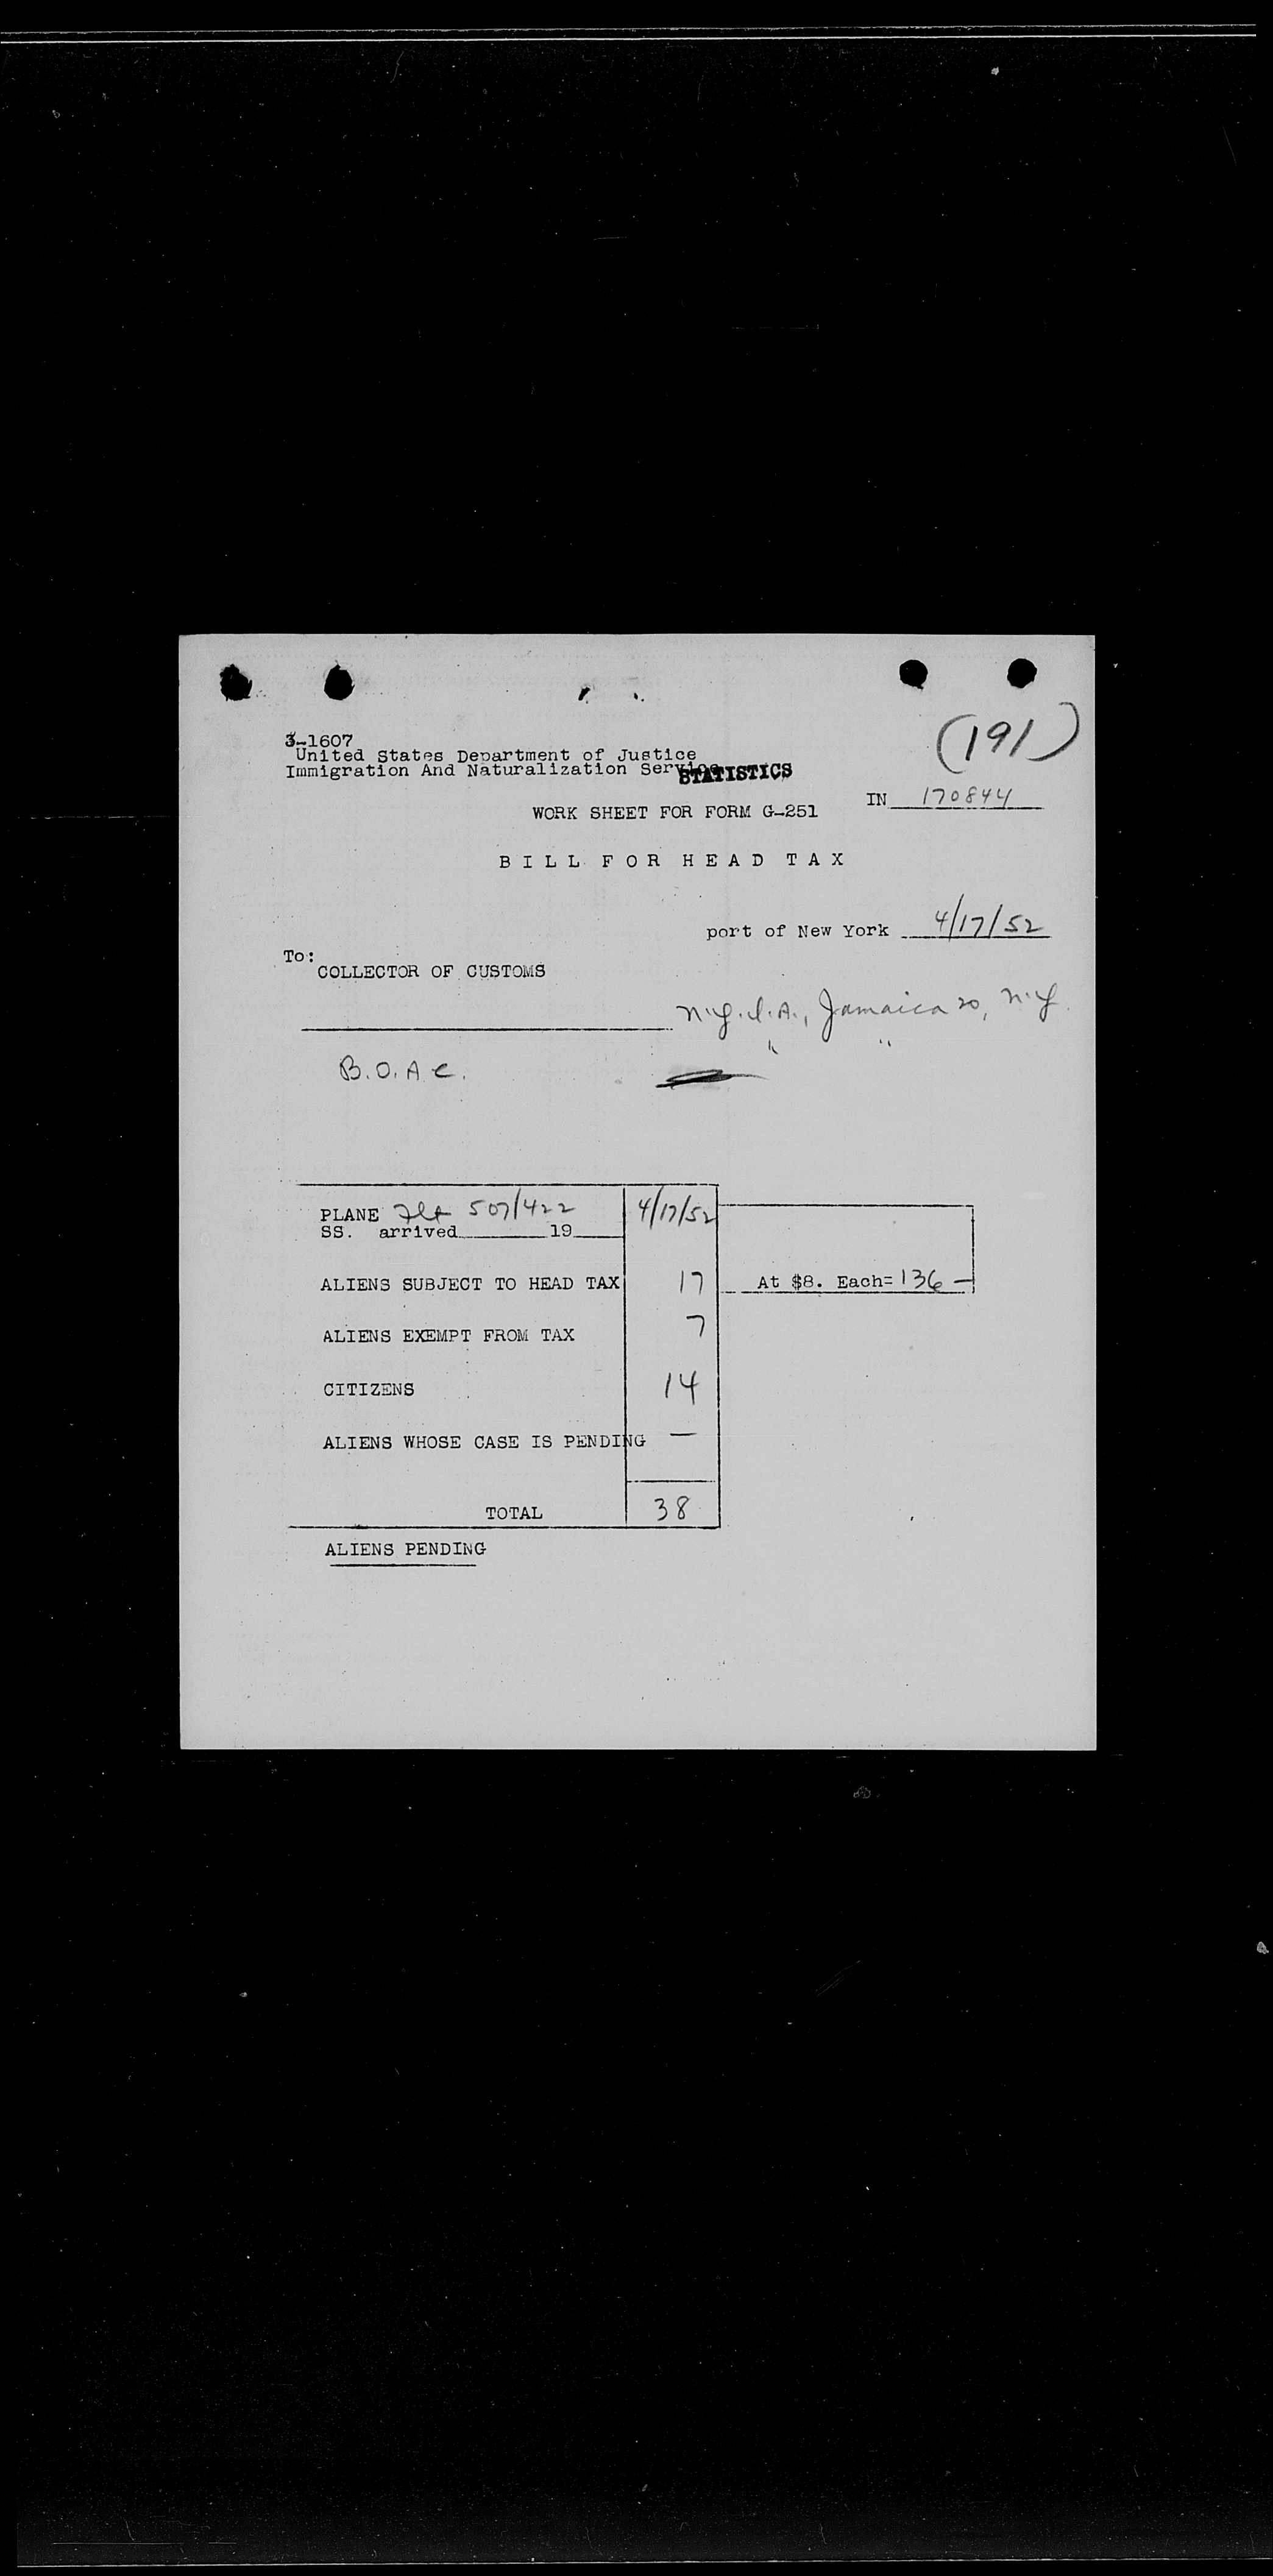 (191)
3-1607
United States Department of Justice
Immigration And Naturalization Service
STATISTICS
IN 170844
WORK SHEET FOR FORM G-251
BILL FOR HEAD TAX
port of New York 4/17/52
To:
COLLECTOR OF CUSTOMS
N.Y.I.A., Jamaica 20, N.Y.
" "
B.O.A.C.
PLANE Flt 507/422 4/17/52
SS. arrived 19
ALIENS SUBJECT TO HEAD TAX 17 At $8. Each= 136 —
ALIENS EXEMPT FROM TAX 7
CITIZENS 14
ALIENS WHOSE CASE IS PENDING —
TOTAL 38
ALIENS PENDING